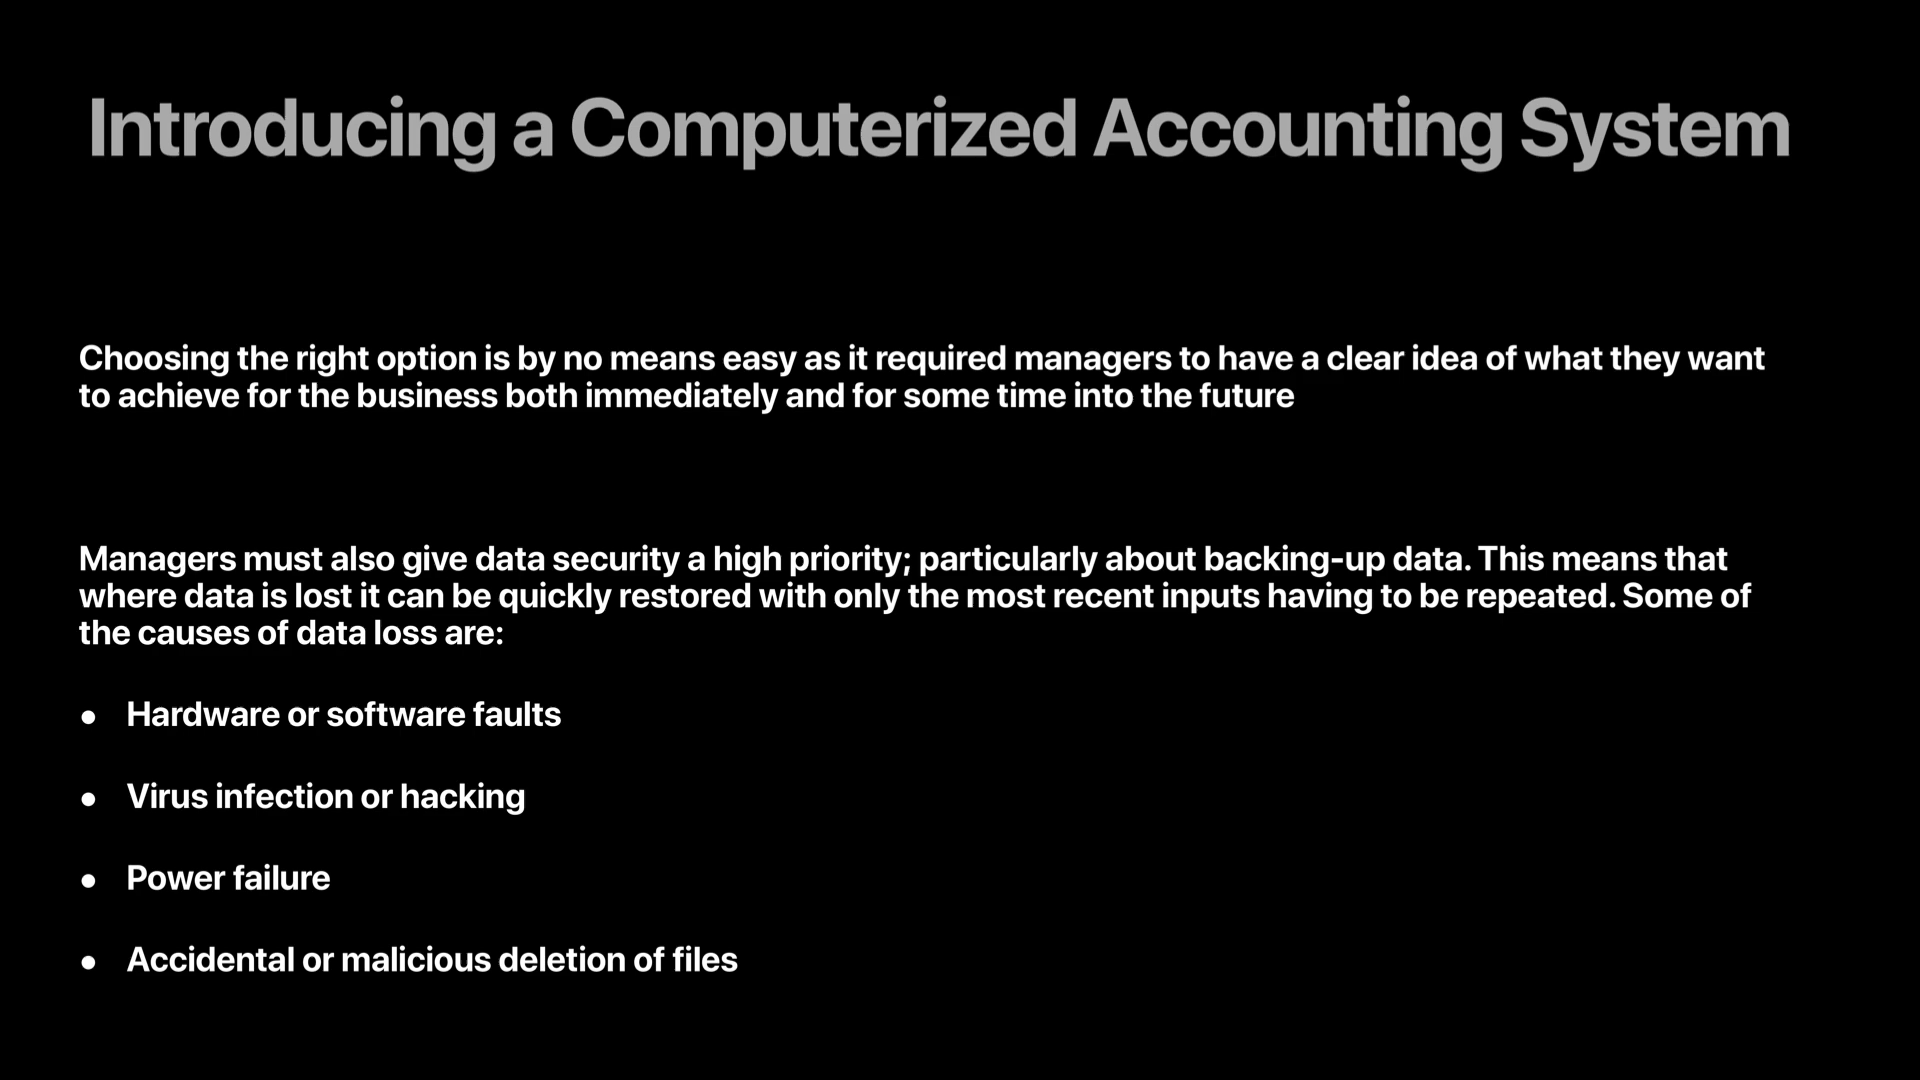 Introducing a Computerized Accounting System
Choosing the right option is by no means easy as it required managers to have a clear idea of what they want
to achieve for the business both immediately and for some time into the future
Managers must also give data security a high priority; particularly about backing-up data. This means that
where data is lost it can be quickly restored with only the most recent inputs having to be repeated. Some of
the causes of data loss are:
● Hardware or software faults
● Virus infection or hacking
● Power failure
● Accidental or malicious deletion of files